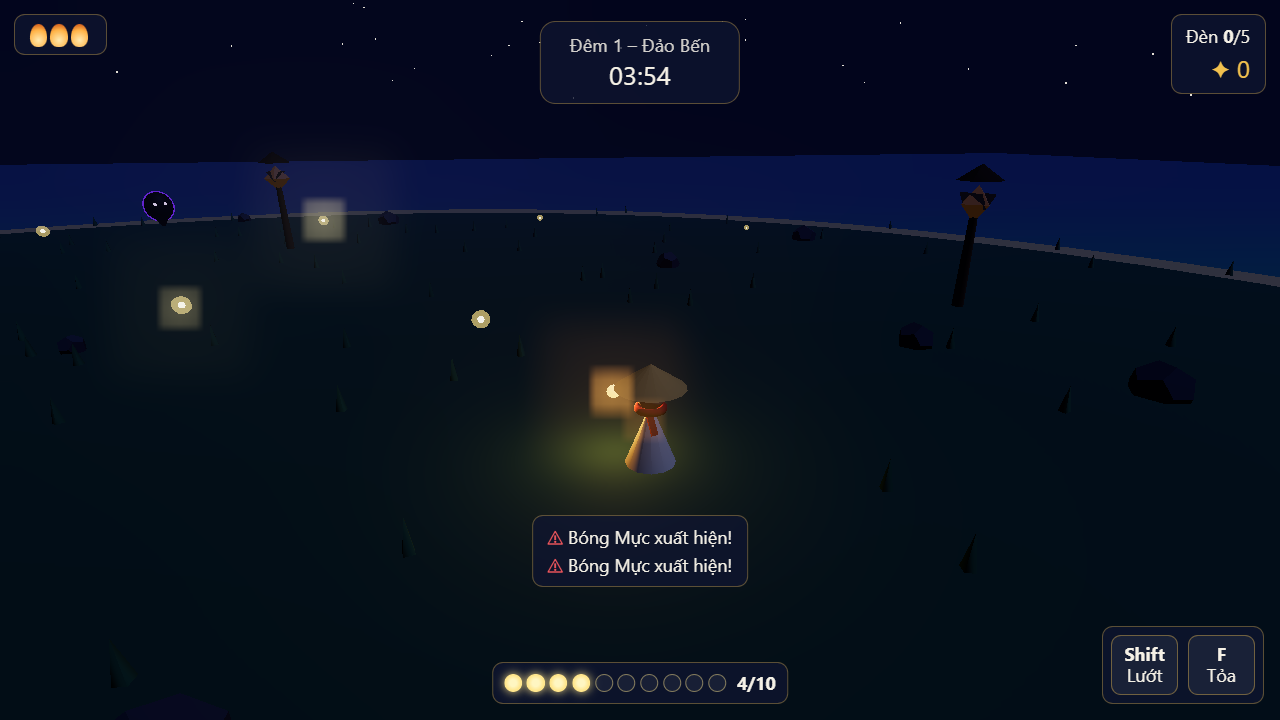 Đêm 1 – Đảo Bến
03:54
Đèn 0/5
✦ 0
⚠ Bóng Mực xuất hiện!
⚠ Bóng Mực xuất hiện!
4/10
Shift
Lướt
F
Tỏa